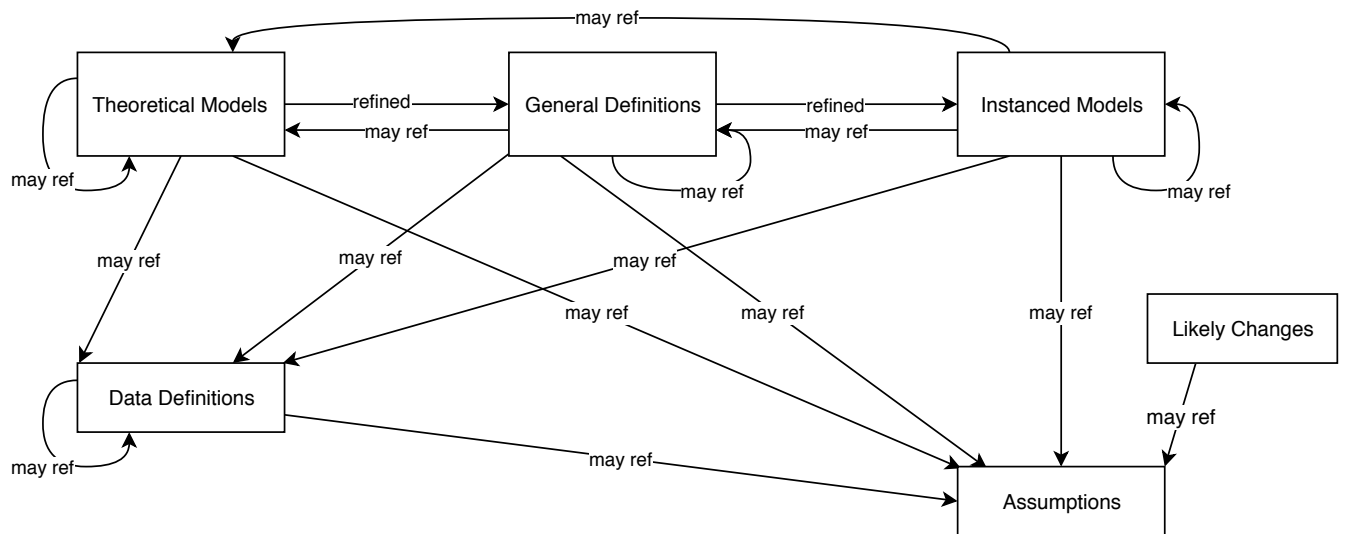 may ref
Theoretical Models
refined
General Definitions
refined
Instanced Models
may ref
may ref
may ref
may ref
may ref
may ref
may ref
may ref
may ref
may ref
may ref
may ref
Likely Changes
Data Definitions
may ref
may ref
may ref
Assumptions